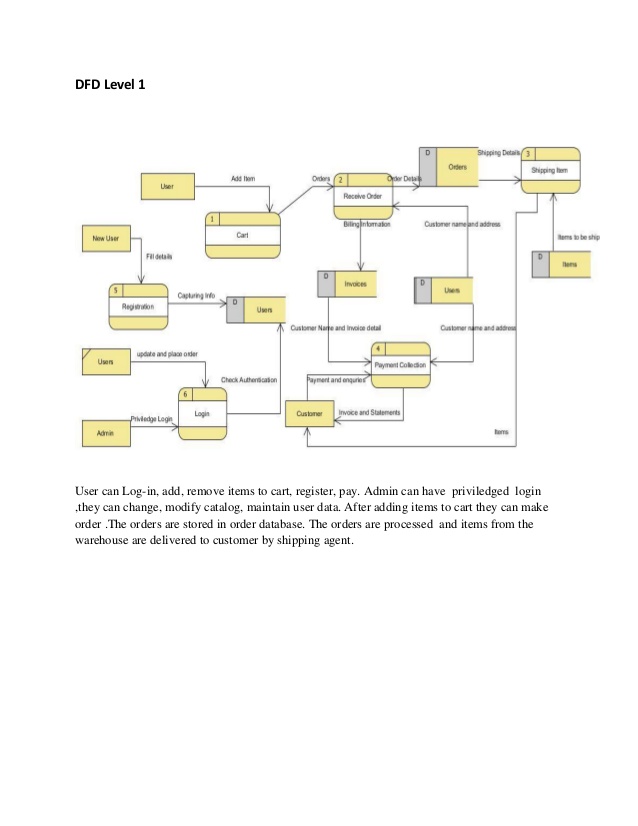 DFD Level 1
D
Orders
Shipping Details
3
Shipping Item
User
Add Item
Orders
2
Order Details
Receive Order
1
Cart
Billing Information
Customer name and address
New User
Items to be ship
Fill details
D
Items
D
Invoices
D
Users
5
Registration
Capturing Info
D
Users
Customer Name and Invoice detail
Customer name and address
4
Payment Collection
Users
update and place order
Check Authentication
Payment and enquries
6
Login
Priviledge Login
Customer
Invoice and Statements
Admin
Items
User can Log-in, add, remove items to cart, register, pay. Admin can have priviledged login
,they can change, modify catalog, maintain user data. After adding items to cart they can make
order .The orders are stored in order database. The orders are processed and items from the
warehouse are delivered to customer by shipping agent.